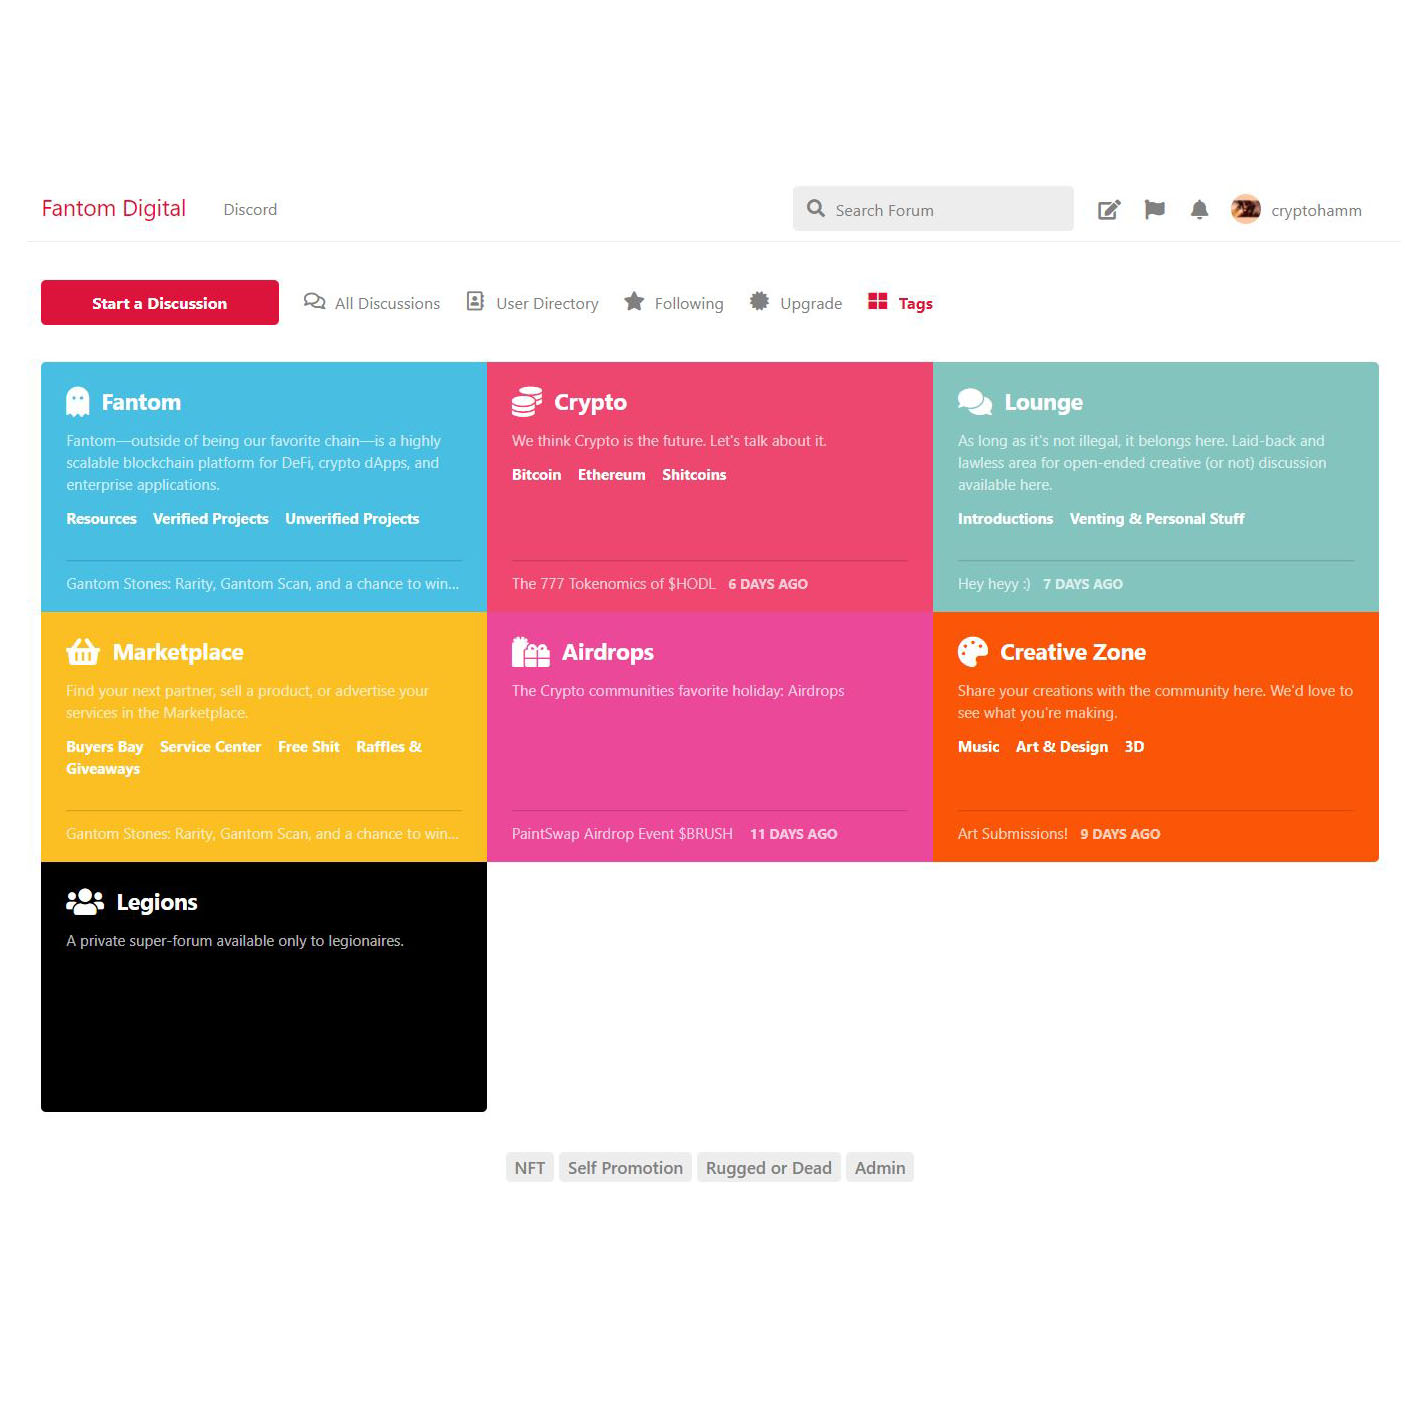 Fantom Digital
Discord
Search Forum
cryptohamm
Start a Discussion
All Discussions
User Directory
Following
Upgrade
Tags
Fantom
Fantom—outside of being our favorite chain—is a highly
scalable blockchain platform for DeFi, crypto dApps, and
enterprise applications.
Resources Verified Projects Unverified Projects
Gantom Stones: Rarity, Gantom Scan, and a chance to win...
Crypto
We think Crypto is the future. Let's talk about it.
Bitcoin Ethereum Shitcoins
The 777 Tokenomics of $HODL 6 DAYS AGO
Lounge
As long as it's not illegal, it belongs here. Laid-back and
lawless area for open-ended creative (or not) discussion
available here.
Introductions Venting & Personal Stuff
Hey heyy :) 7 DAYS AGO
Marketplace
Find your next partner, sell a product, or advertise your
services in the Marketplace.
Buyers Bay Service Center Free Shit Raffles &
Giveaways
Gantom Stones: Rarity, Gantom Scan, and a chance to win...
Airdrops
The Crypto communities favorite holiday: Airdrops
PaintSwap Airdrop Event $BRUSH 11 DAYS AGO
Creative Zone
Share your creations with the community here. We'd love to
see what you're making.
Music Art & Design 3D
Art Submissions! 9 DAYS AGO
Legions
A private super-forum available only to legionaires.
NFT Self Promotion Rugged or Dead Admin